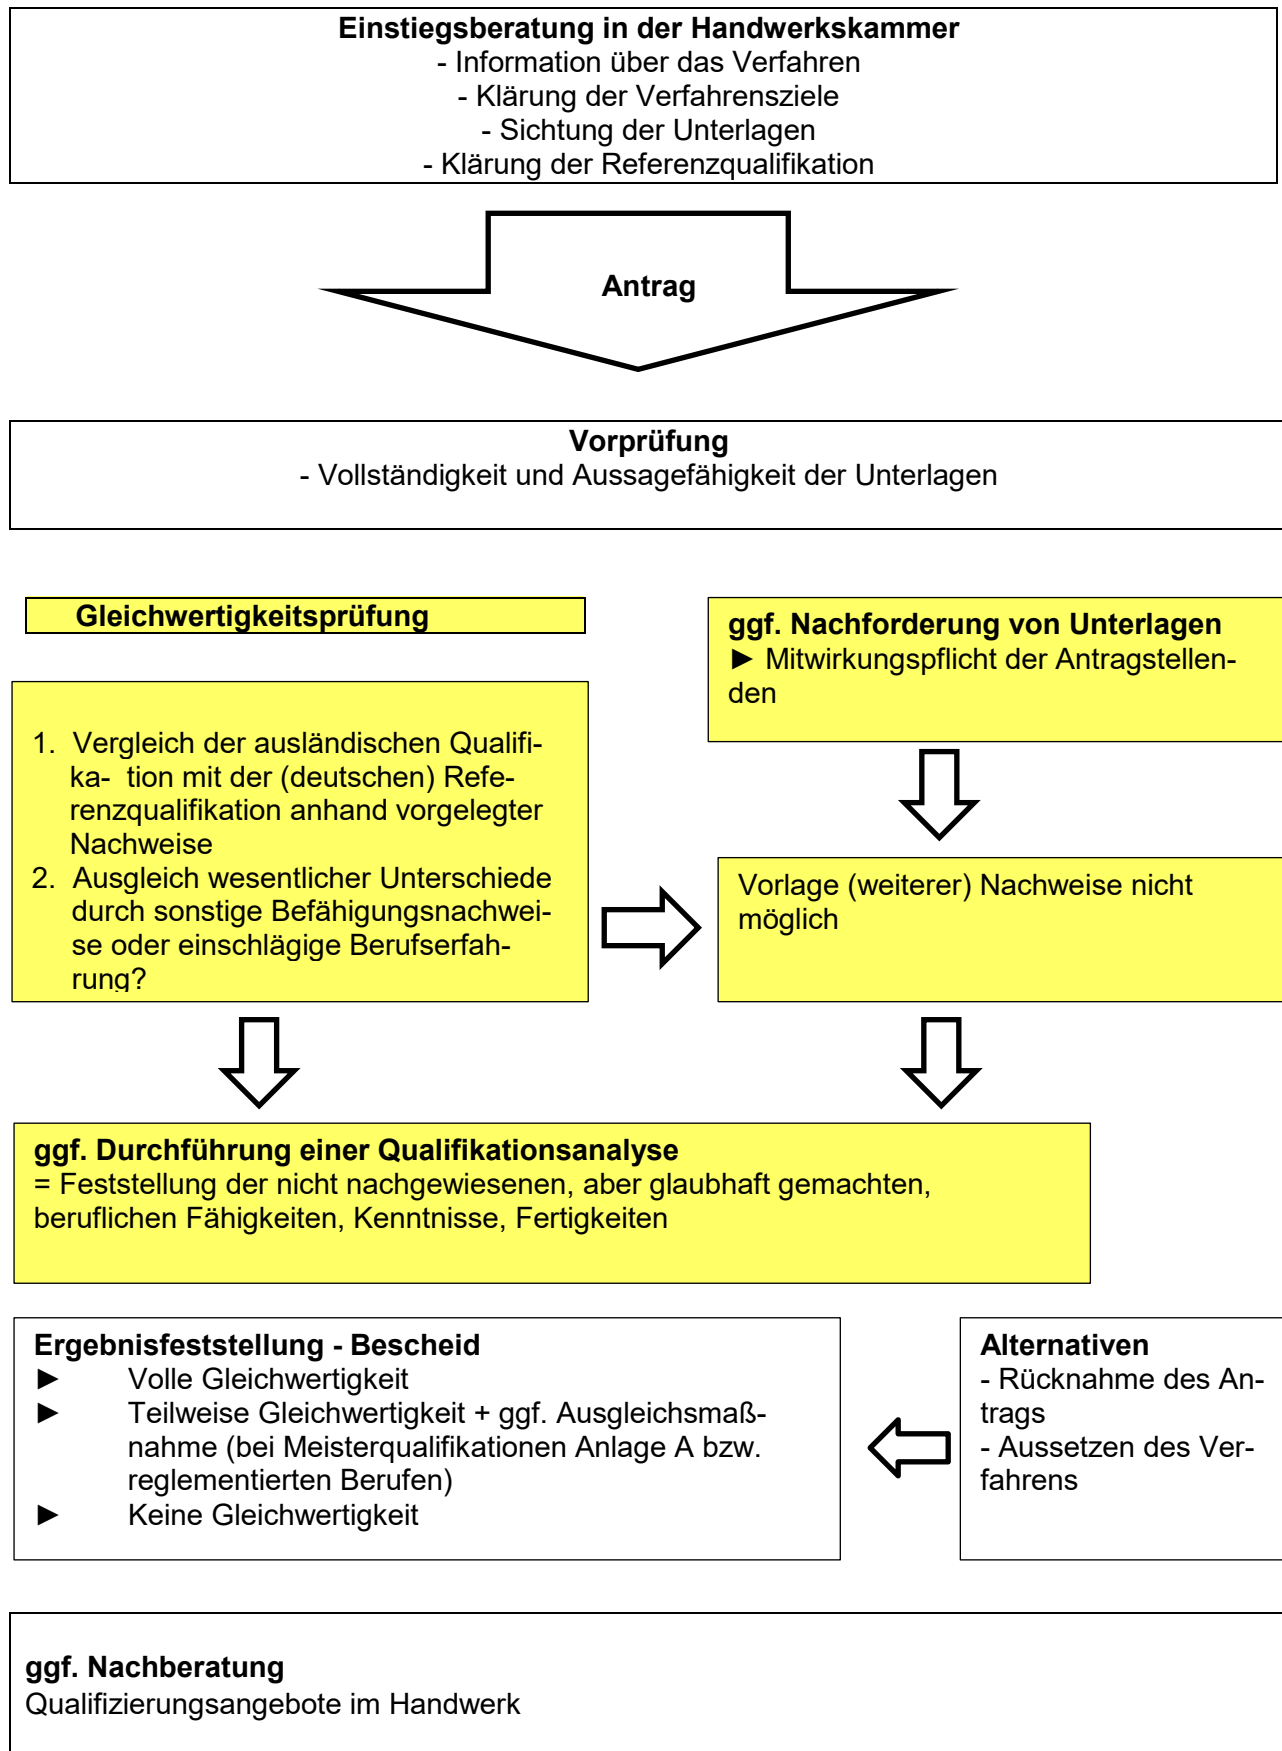 Einstiegsberatung in der Handwerkskammer
- Information über das Verfahren
- Klärung der Verfahrensziele
- Sichtung der Unterlagen
- Klärung der Referenzqualifikation
Antrag
Vorprüfung
- Vollständigkeit und Aussagefähigkeit der Unterlagen
Gleichwertigkeitsprüfung
1. Vergleich der ausländischen Qualifi-
ka- tion mit der (deutschen) Refe-
renzqualifikation anhand vorgelegter
Nachweise
2. Ausgleich wesentlicher Unterschiede
durch sonstige Befähigungsnachwei-
se oder einschlägige Berufserfah-
rung?
ggf. Nachforderung von Unterlagen
► Mitwirkungspflicht der Antragstellen-
den
Vorlage (weiterer) Nachweise nicht
möglich
ggf. Durchführung einer Qualifikationsanalyse
= Feststellung der nicht nachgewiesenen, aber glaubhaft gemachten,
beruflichen Fähigkeiten, Kenntnisse, Fertigkeiten
Ergebnisfeststellung - Bescheid
► Volle Gleichwertigkeit
► Teilweise Gleichwertigkeit + ggf. Ausgleichsmaß-
nahme (bei Meisterqualifikationen Anlage A bzw.
reglementierten Berufen)
► Keine Gleichwertigkeit
Alternativen
- Rücknahme des An-
trags
- Aussetzen des Ver-
fahrens
ggf. Nachberatung
Qualifizierungsangebote im Handwerk